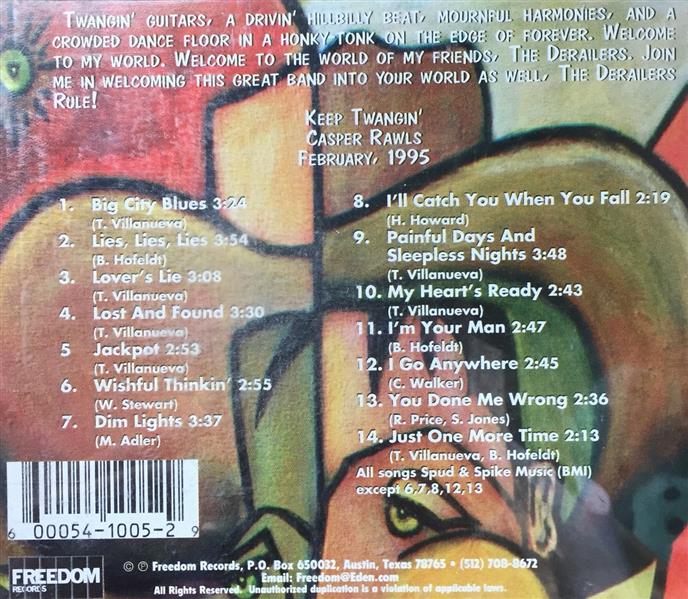 Twangin' guitars, a drivin' hillbilly beat, mournful harmonies, and a
crowded dance floor in a honky tonk on the edge of forever. Welcome
to my world. Welcome to the world of my friends, The Derailers. Join
me in welcoming this great band into your world as well, The Derailers
Rule!
Keep Twangin'
Casper Rawls
February, 1995
1. Big City Blues 3:24
(T. Villanueva)
2. Lies, Lies, Lies 3:54
(B. Hofeldt)
3. Lover's Lie 3:08
(T. Villanueva)
4. Lost And Found 3:30
(T. Villanueva)
5 Jackpot 2:53
(T. Villanueva)
6. Wishful Thinkin' 2:55
(W. Stewart)
7. Dim Lights 3:37
(M. Adler)
8. I'll Catch You When You Fall 2:19
(H. Howard)
9. Painful Days And
Sleepless Nights 3:48
(T. Villanueva)
10. My Heart's Ready 2:43
(T. Villanueva)
11. I'm Your Man 2:47
(B. Hofeldt)
12. I Go Anywhere 2:45
(C. Walker)
13. You Done Me Wrong 2:36
(R. Price, S. Jones)
14. Just One More Time 2:13
(T. Villanueva, B. Hofeldt)
All songs Spud & Spike Music (BMI)
except 6,7,8,12,13
6 00054-1005-2 9
FREEDOM
RECORDS
© ℗ Freedom Records, P.O. Box 650032, Austin, Texas 78765 • (512) 708-8672
Email: Freedom@Eden.com
All Rights Reserved. Unauthorized duplication is a violation of applicable laws.